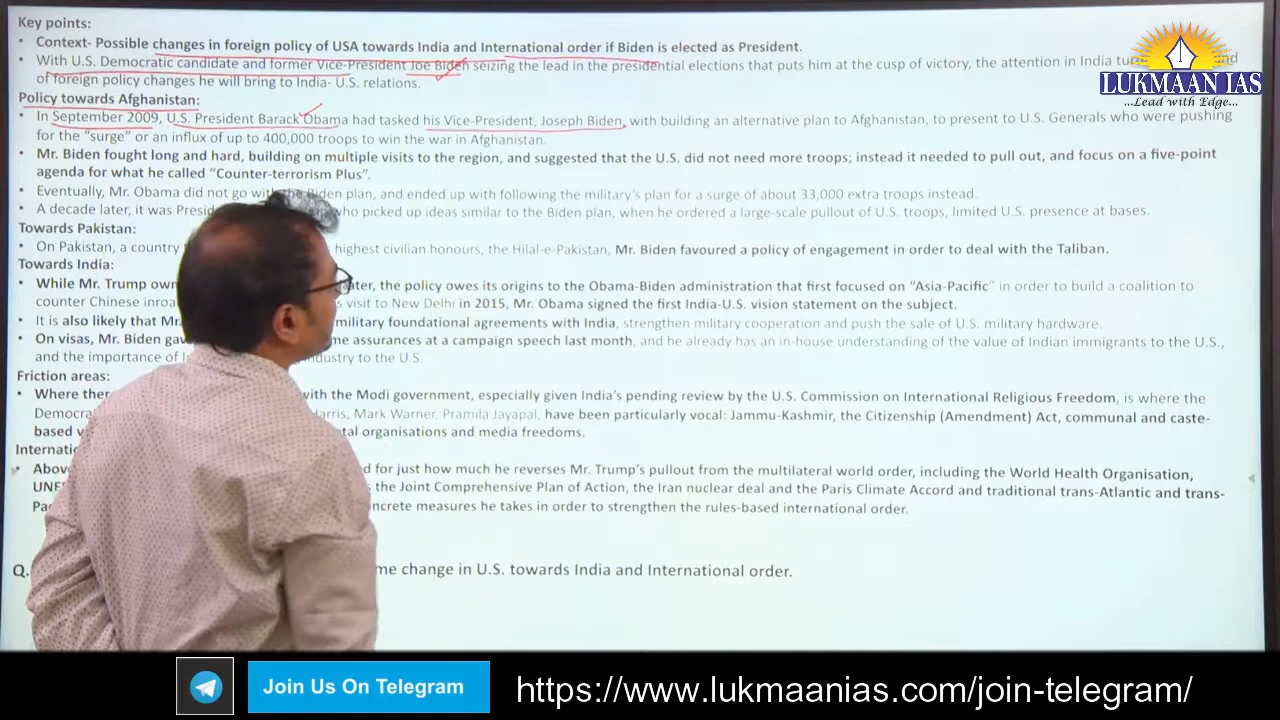 Key points:
• Context- Possible changes in foreign policy of USA towards India and International order if Biden is elected as President.
• With U.S. Democratic candidate and former Vice-President Joe Biden seizing the lead in the presidential elections that puts him at the cusp of victory, the attention in India
of foreign policy changes he will bring to India- U.S. relations.
LUKMAAN IAS
...Lead with Edge...
Policy towards Afghanistan:
• In September 2009, U.S. President Barack Obama had tasked his Vice-President, Joseph Biden, with building an alternative plan to Afghanistan, to present to U.S. Generals who were pushing
for the "surge" or an influx of up to 400,000 troops to win the war in Afghanistan.
• Mr. Biden fought long and hard, building on multiple visits to the region, and suggested that the U.S. did not need more troops; instead it needed to pull out, and focus on a five-point
agenda for what he called "Counter-terrorism Plus".
• Eventually, Mr. Obama did not go with the Biden plan, and ended up with following the military's plan for a surge of about 33,000 extra troops instead.
• A decade later, it was who picked up ideas similar to the Biden plan, when he ordered a large-scale pullout of U.S. troops, limited U.S. presence at bases.
Towards Pakistan:
• On Pakistan, a country highest civilian honours, the Hilal-e-Pakistan, Mr. Biden favoured a policy of engagement in order to deal with the Taliban.
Towards India:
• While Mr. Trump the policy owes its origins to the Obama-Biden administration that first focused on "Asia-Pacific" in order to build a coalition to
counter Chinese visit to New Delhi in 2015, Mr. Obama signed the first India-U.S. vision statement on the subject.
• It is also likely that military foundational agreements with India, strengthen military cooperation and push the sale of U.S. military hardware.
• On visas, Mr. Biden assurances at a campaign speech last month, and he already has an in-house understanding of the value of Indian immigrants to the U.S.,
and the importance of to the U.S.
Friction areas:
• Where with the Modi government, especially given India's pending review by the U.S. Commission on International Religious Freedom, is where the
Mark Warner, Pramila Jayapal, have been particularly vocal: Jammu-Kashmir, the Citizenship (Amendment) Act, communal and caste-
based organisations and media freedoms.
• for just how much he reverses Mr. Trump's pullout from the multilateral world order, including the World Health Organisation,
the Joint Comprehensive Plan of Action, the Iran nuclear deal and the Paris Climate Accord and traditional trans-Atlantic and trans-
measures he takes in order to strengthen the rules-based international order.
Q. change in U.S. towards India and International order.
Join Us On Telegram
https://www.lukmaanias.com/join-telegram/